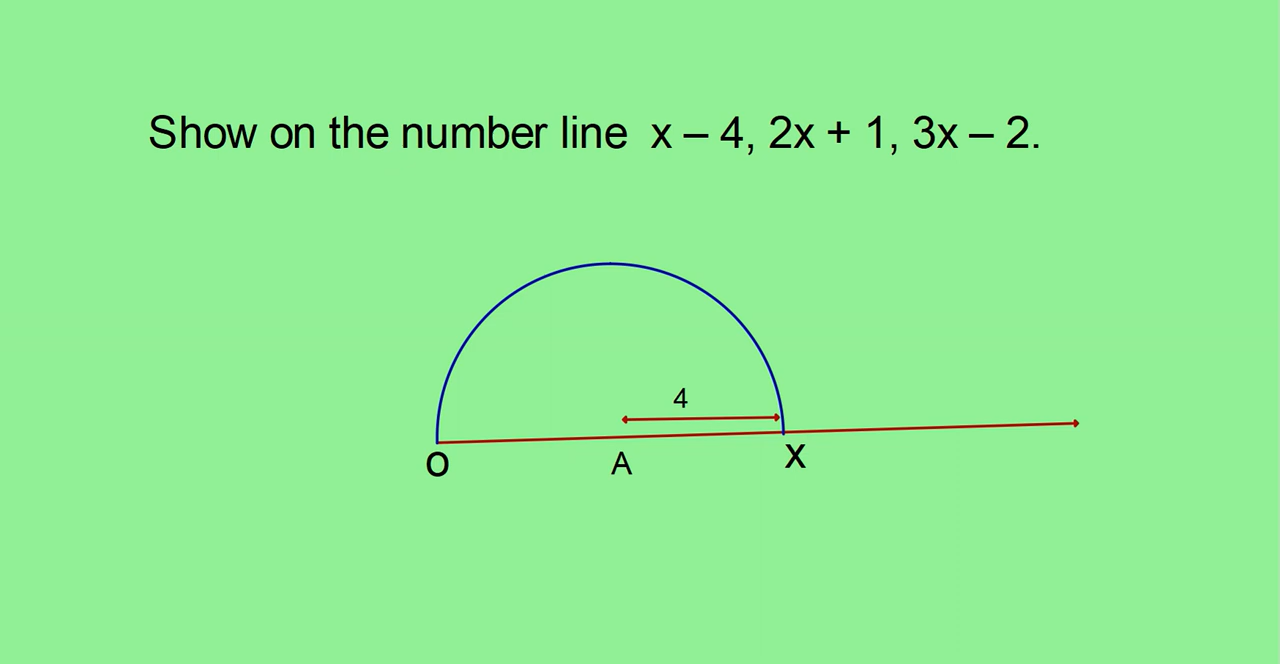 Show on the number line x – 4, 2x + 1, 3x – 2.
4
O
A
X